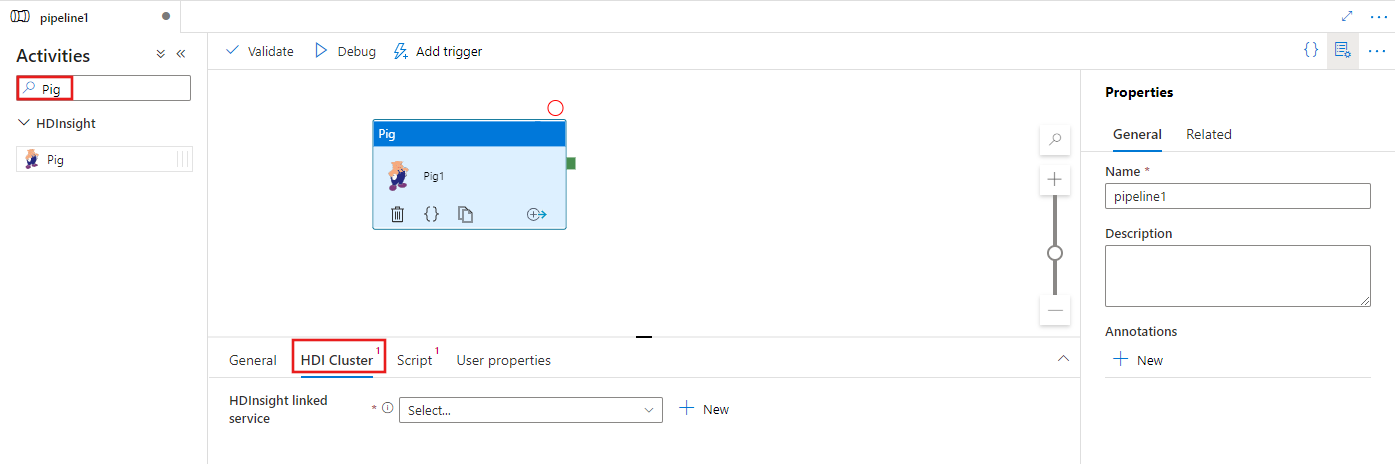 pipeline1
Activities
Pig
HDInsight
Pig
Validate
Debug
Add trigger
Pig
Pig1
General
HDI Cluster 1
Script 1
User properties
HDInsight linked
service
*
Select...
New
Properties
General
Related
Name *
pipeline1
Description
Annotations
New